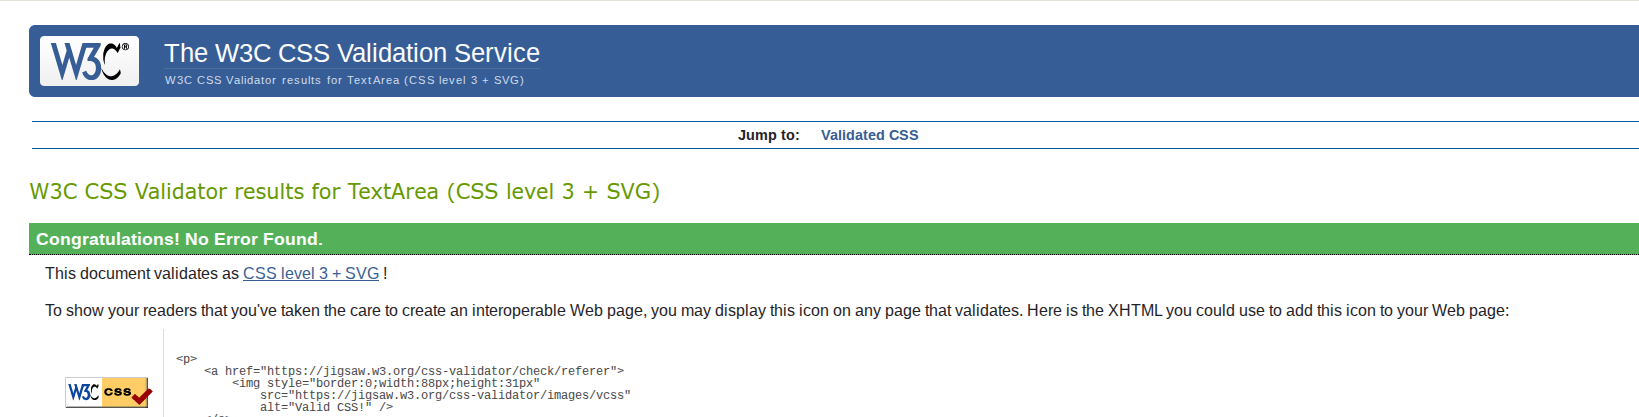 W3C®
The W3C CSS Validation Service
W3C CSS Validator results for TextArea (CSS level 3 + SVG)
Jump to: Validated CSS
W3C CSS Validator results for TextArea (CSS level 3 + SVG)
Congratulations! No Error Found.
This document validates as CSS level 3 + SVG !
To show your readers that you've taken the care to create an interoperable Web page, you may display this icon on any page that validates. Here is the XHTML you could use to add this icon to your Web page:
W3C css
<p>
<a href="https://jigsaw.w3.org/css-validator/check/referer">
<img style="border:0;width:88px;height:31px"
src="https://jigsaw.w3.org/css-validator/images/vcss"
alt="Valid CSS!" />